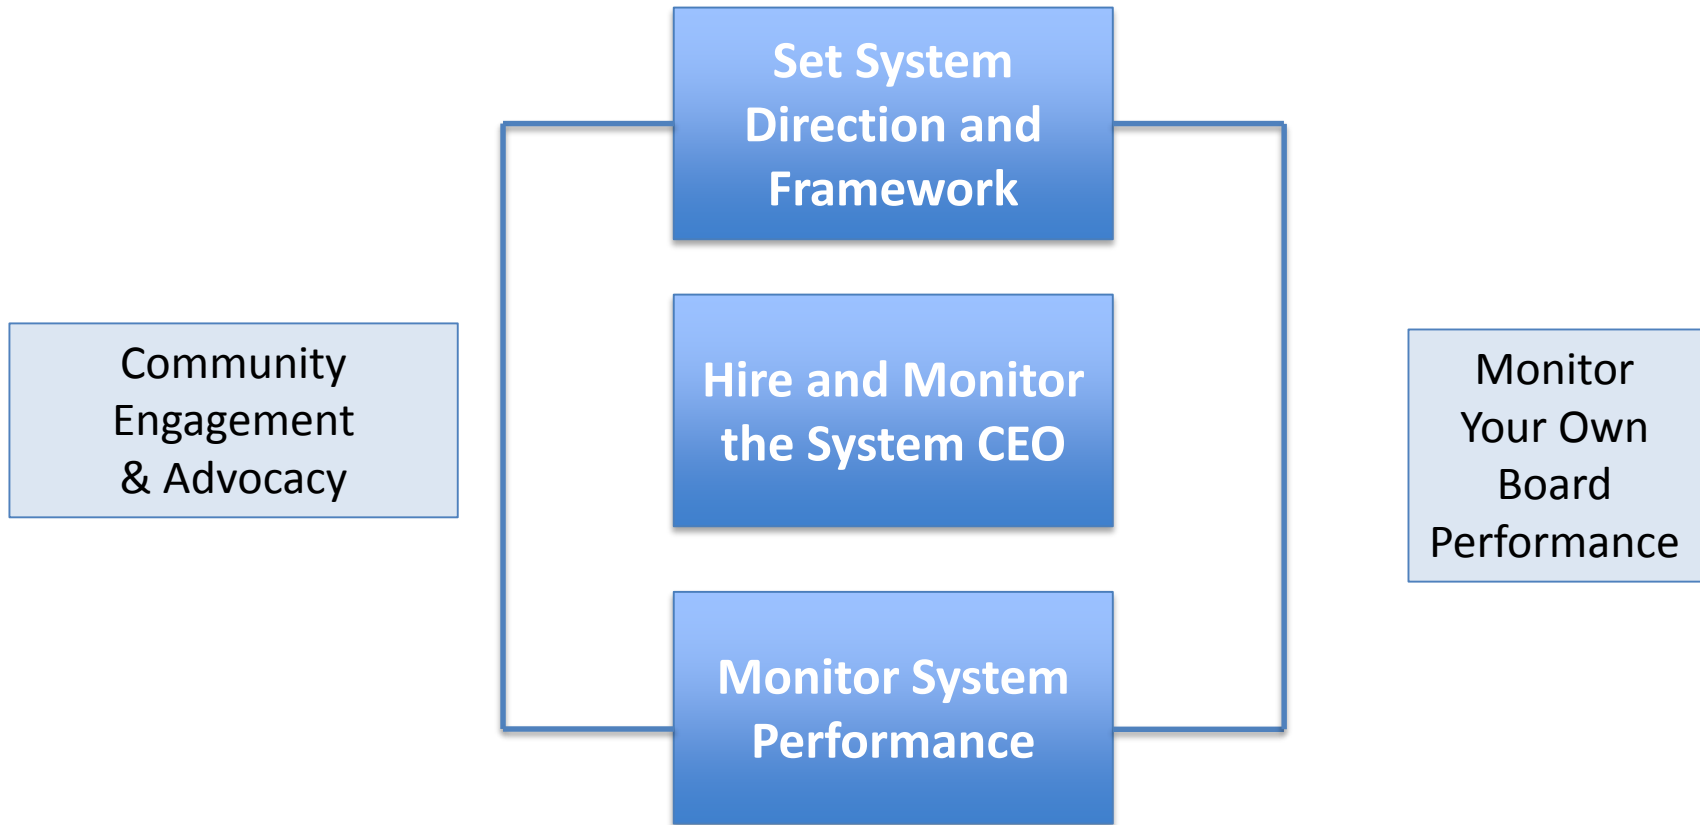 Set System
Direction and
Framework
Community
Engagement
& Advocacy
Hire and Monitor
the System CEO
Monitor
Your Own
Board
Performance
Monitor System
Performance